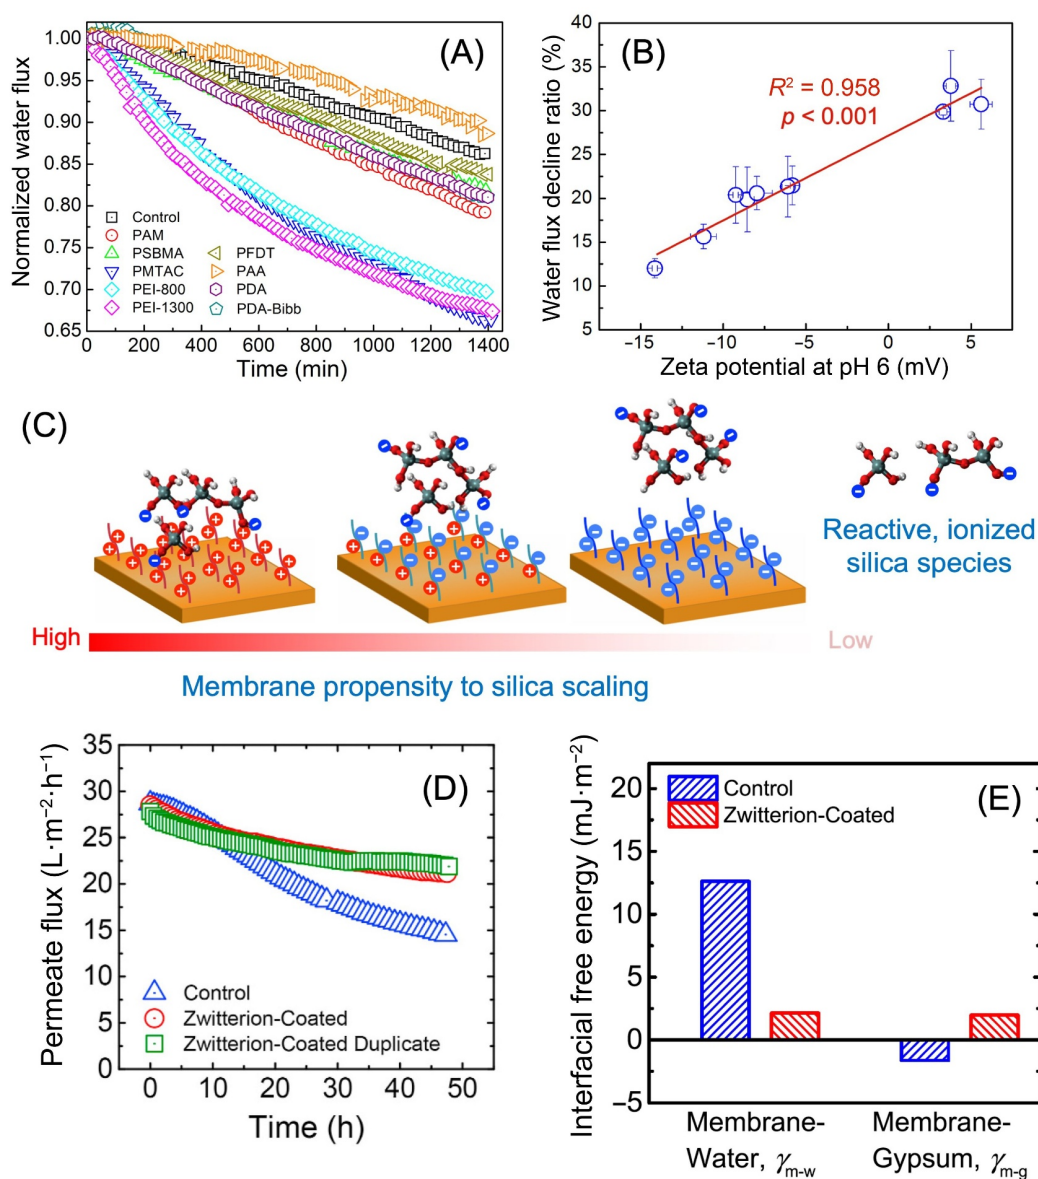 (A)
Normalized water flux
1.00
0.95
0.90
0.85
0.80
0.75
0.70
0.65
Control
PAM
PSBMA
PMTAC
PEI-800
PEI-1300
PFDT
PAA
PDA
PDA-Bibb
0 200 400 600 800 1000 1200 1400
Time (min)
(B)
Water flux decline ratio (%)
40
35
30
25
20
15
10
5
R² = 0.958
p < 0.001
−15 −10 −5 0 5
Zeta potential at pH 6 (mV)
(C)
Reactive, ionized
silica species
High
Low
Membrane propensity to silica scaling
(D)
Permeate flux (L·m⁻²·h⁻¹)
35
30
25
20
15
10
5
0
Control
Zwitterion-Coated
Zwitterion-Coated Duplicate
0 10 20 30 40 50
Time (h)
(E)
Interfacial free energy (mJ·m⁻²)
20
15
10
5
0
−5
Control
Zwitterion-Coated
Membrane-
Water, γm-w
Membrane-
Gypsum, γm-g